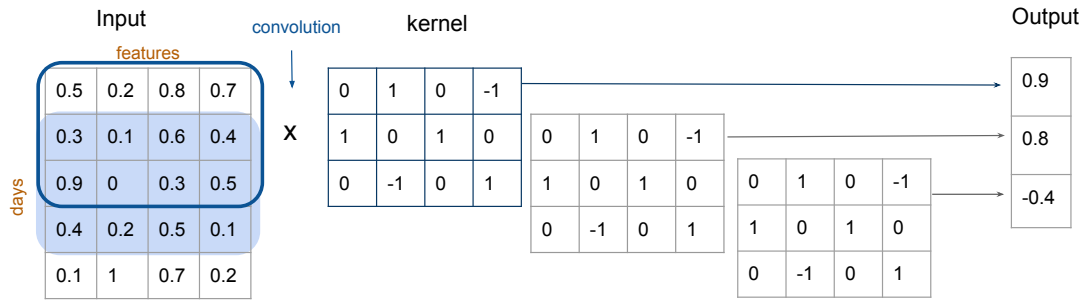 Input
convolution
kernel
Output
features
days
0.5 0.2 0.8 0.7
0.3 0.1 0.6 0.4
0.9 0 0.3 0.5
0.4 0.2 0.5 0.1
0.1 1 0.7 0.2
x
0 1 0 -1
1 0 1 0
0 -1 0 1
0 1 0 -1
1 0 1 0
0 -1 0 1
0 1 0 -1
1 0 1 0
0 -1 0 1
0.9
0.8
-0.4